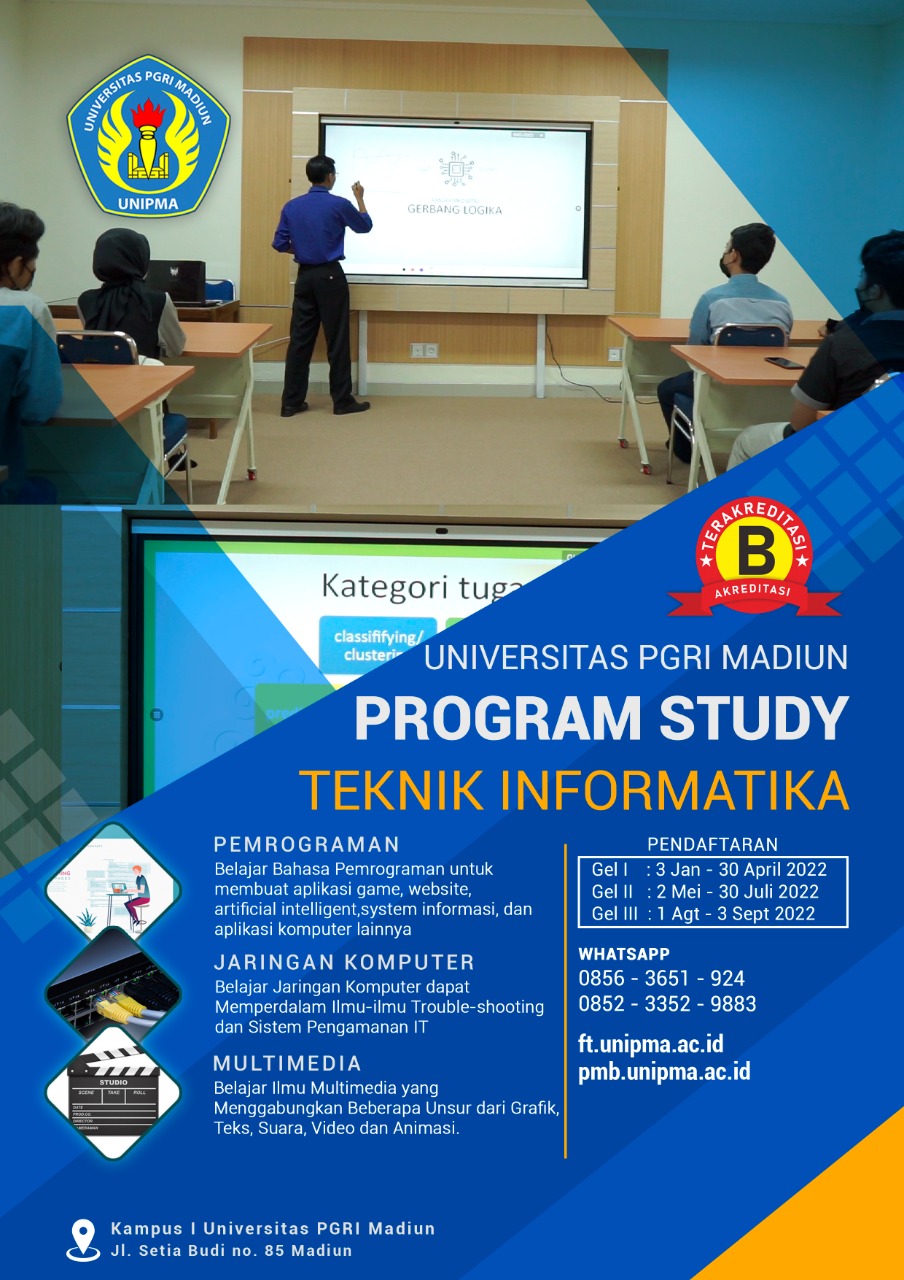 UNIVERSITAS PGRI MADIUN
UNIPMA
GERBANG LOGIKA
Kategori tuga
classififying/
TERAKREDITASI
B
AKREDITASI
UNIVERSITAS PGRI MADIUN
PROGRAM STUDY
TEKNIK INFORMATIKA
PEMROGRAMAN
Belajar Bahasa Pemrograman untuk
membuat aplikasi game, website,
artificial intelligent,system informasi, dan
aplikasi komputer lainnya
JARINGAN KOMPUTER
Belajar Jaringan Komputer dapat
Memperdalam Ilmu-ilmu Trouble-shooting
dan Sistem Pengamanan IT
MULTIMEDIA
Belajar Ilmu Multimedia yang
Menggabungkan Beberapa Unsur dari Grafik,
Teks, Suara, Video dan Animasi.
STUDIO
SCENE TAKE ROLL
DATE
DIRECTOR
PENDAFTARAN
Gel I : 3 Jan - 30 April 2022
Gel II : 2 Mei - 30 Juli 2022
Gel III : 1 Agt - 3 Sept 2022
WHATSAPP
0856 - 3651 - 924
0852 - 3352 - 9883
ft.unipma.ac.id
pmb.unipma.ac.id
Kampus I Universitas PGRI Madiun
Jl. Setia Budi no. 85 Madiun